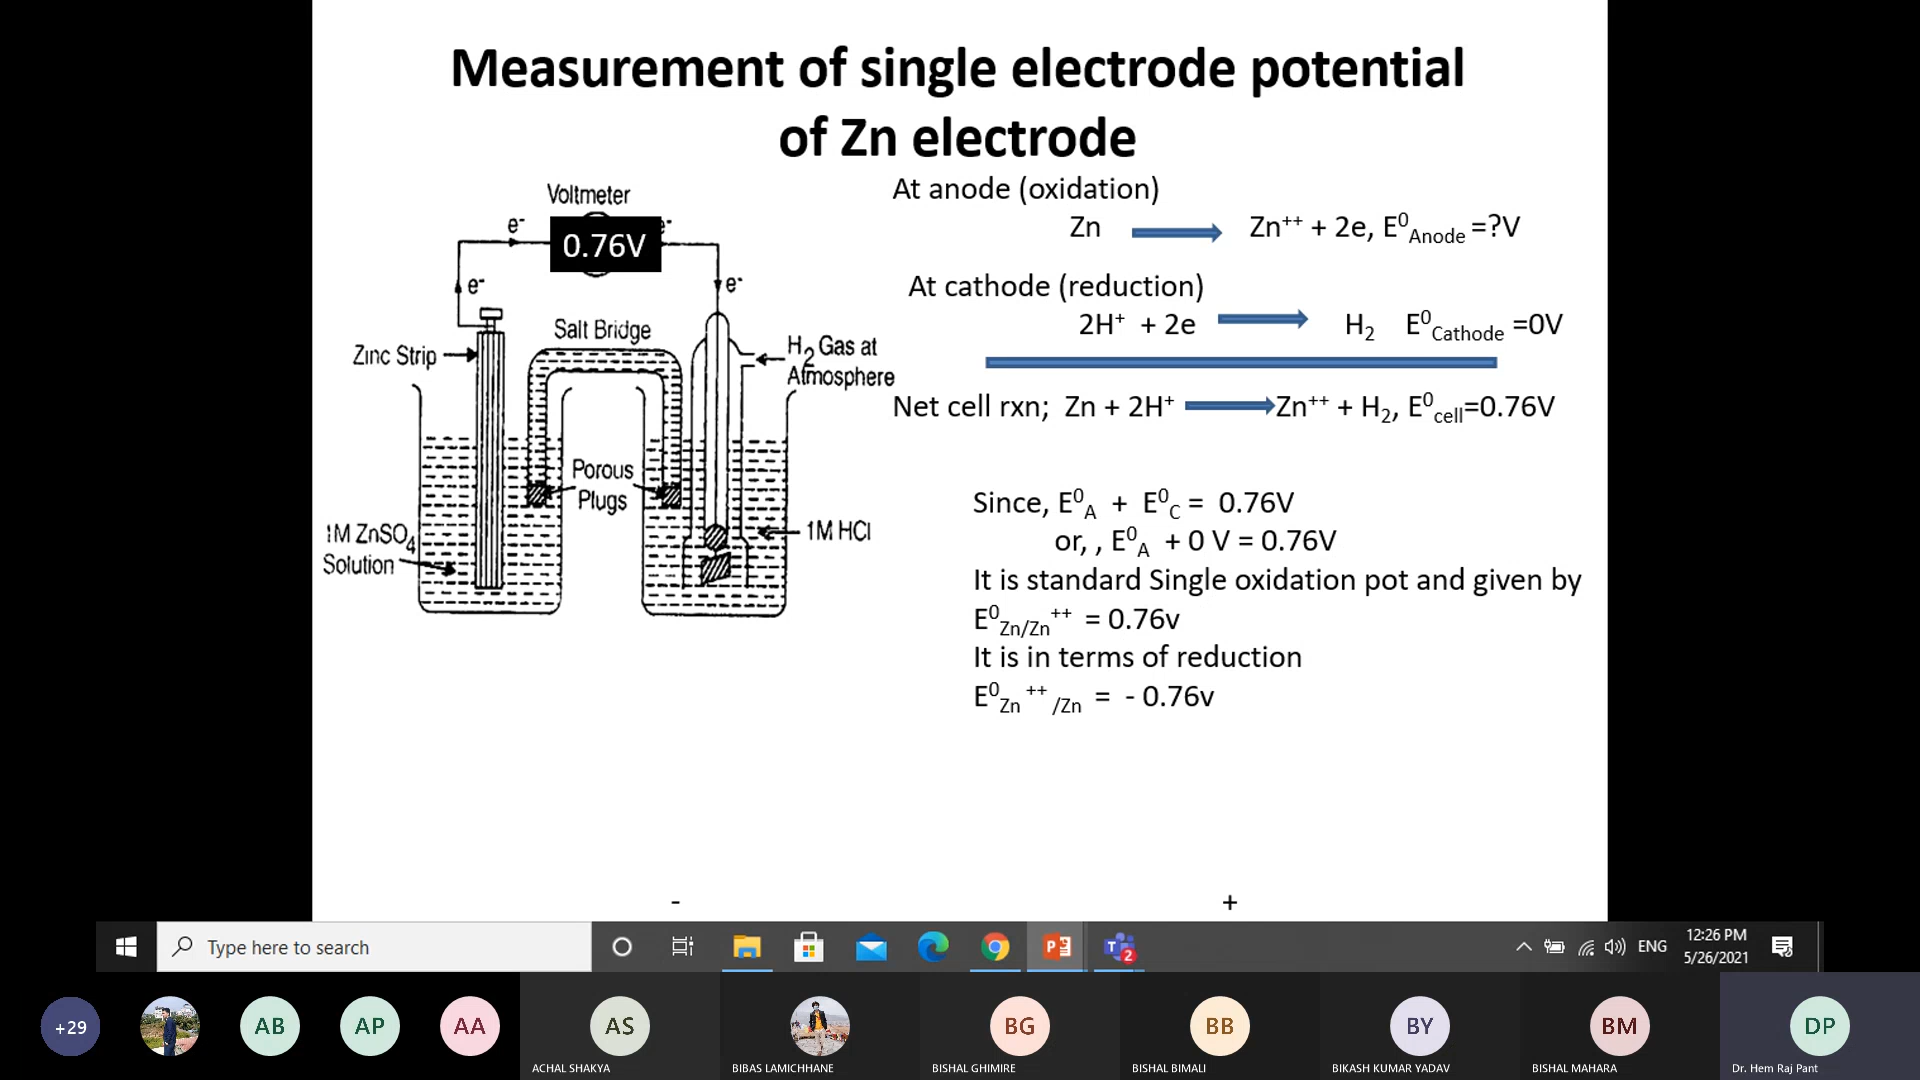 Measurement of single electrode potential
of Zn electrode
Voltmeter
e-
0.76V
e-
e-
e-
Salt Bridge
Zinc Strip
H2 Gas at
Atmosphere
Porous
Plugs
1M ZnSO4
Solution
1M HCl
At anode (oxidation)
Zn Zn++ + 2e, E0Anode =?V
At cathode (reduction)
2H+ + 2e H2 E0Cathode =0V
Net cell rxn; Zn + 2H+ Zn++ + H2, E0cell=0.76V
Since, E0A + E0C = 0.76V
or, , E0A + 0 V = 0.76V
It is standard Single oxidation pot and given by
E0Zn/Zn++ = 0.76v
It is in terms of reduction
E0Zn++/Zn = - 0.76v
- +
Type here to search
2
ENG
12:26 PM
5/26/2021
+29
AB
AP
AA
AS
BG
BB
BY
BM
DP
ACHAL SHAKYA
BIBAS LAMICHHANE
BISHAL GHIMIRE
BISHAL BIMALI
BIKASH KUMAR YADAV
BISHAL MAHARA
Dr. Hem Raj Pant